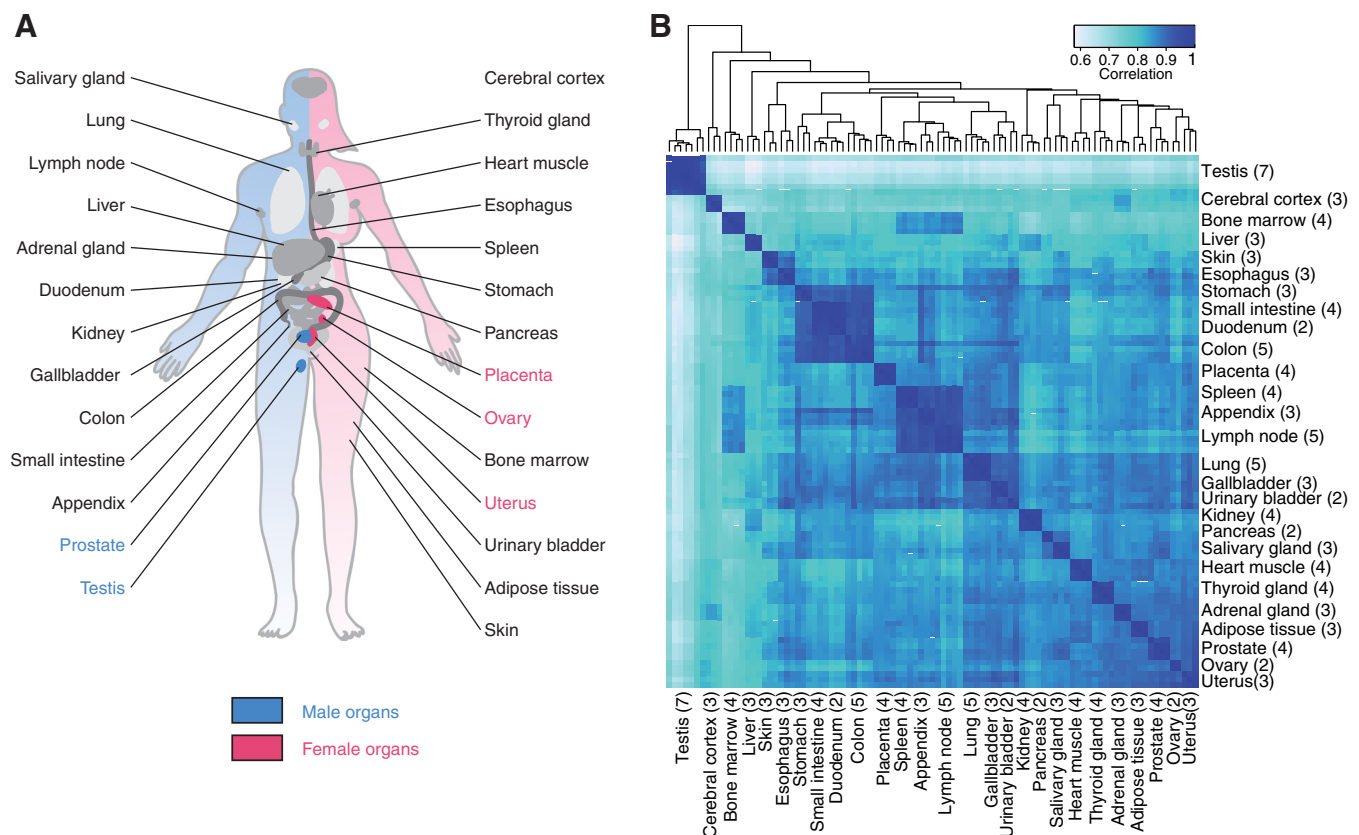 A
Salivary gland
Lung
Lymph node
Liver
Adrenal gland
Duodenum
Kidney
Gallbladder
Colon
Small intestine
Appendix
Prostate
Testis
Cerebral cortex
Thyroid gland
Heart muscle
Esophagus
Spleen
Stomach
Pancreas
Placenta
Ovary
Bone marrow
Uterus
Urinary bladder
Adipose tissue
Skin
Male organs
Female organs
B
0.6 0.7 0.8 0.9 1
Correlation
Testis (7)
Cerebral cortex (3)
Bone marrow (4)
Liver (3)
Skin (3)
Esophagus (3)
Stomach (3)
Small intestine (4)
Duodenum (2)
Colon (5)
Placenta (4)
Spleen (4)
Appendix (3)
Lymph node (5)
Lung (5)
Gallbladder (3)
Urinary bladder (2)
Kidney (4)
Pancreas (2)
Salivary gland (3)
Heart muscle (4)
Thyroid gland (4)
Adrenal gland (3)
Adipose tissue (3)
Prostate (4)
Ovary (2)
Uterus(3)
Testis (7)
Cerebral cortex (3)
Bone marrow (4)
Liver (3)
Skin (3)
Esophagus (3)
Stomach (3)
Small intestine (4)
Duodenum (2)
Colon (5)
Placenta (4)
Spleen (4)
Appendix (3)
Lymph node (5)
Lung (5)
Gallbladder (3)
Urinary bladder (2)
Kidney (4)
Pancreas (2)
Salivary gland (3)
Heart muscle (4)
Thyroid gland (4)
Adrenal gland (3)
Adipose tissue (3)
Prostate (4)
Ovary (2)
Uterus(3)